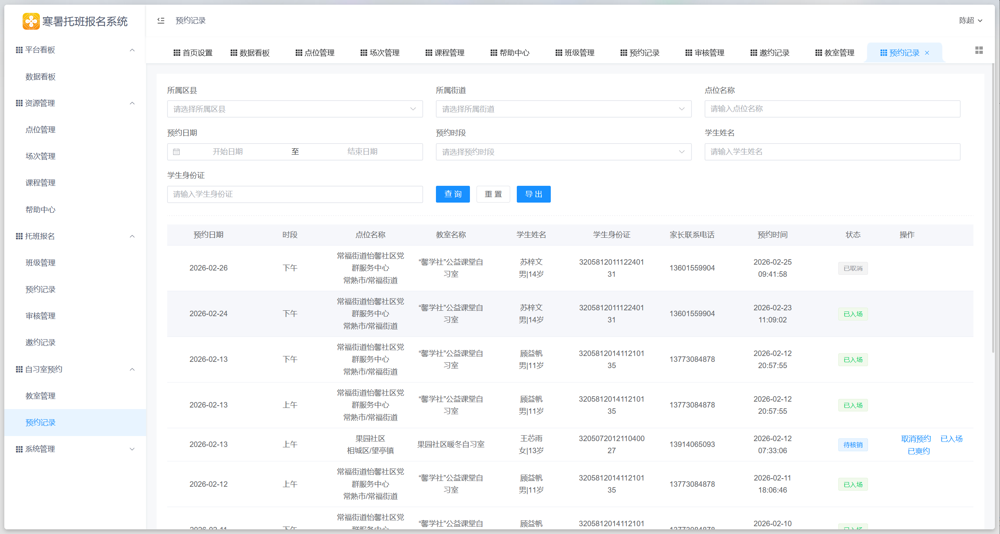 寒暑托班报名系统
预约记录
陈超
平台看板
数据看板
资源管理
点位管理
场次管理
课程管理
帮助中心
托班报名
班级管理
预约记录
审核管理
邀约记录
自习室预约
教室管理
预约记录
系统管理
首页设置 数据看板 点位管理 场次管理 课程管理 帮助中心 班级管理 预约记录 审核管理 邀约记录 教室管理 预约记录
所属区县 所属街道 点位名称
请选择所属区县 请选择所属街道 请输入点位名称
预约日期 预约时段 学生姓名
开始日期 至 结束日期 请选择预约时段 请输入学生姓名
学生身份证
请输入学生身份证 查询 重置 导出
预约日期 时段 点位名称 教室名称 学生姓名 学生身份证 家长联系电话 预约时间 状态 操作
常福街道怡馨社区党
“馨学社”公益课堂自 苏梓文 3205812011122401 2026-02-25
2026-02-26 下午 群服务中心 13601559904 已取消
习室 男|14岁 31 09:41:58
常熟市/常福街道
常福街道怡馨社区党
“馨学社”公益课堂自 苏梓文 3205812011122401 2026-02-23
2026-02-24 下午 群服务中心 13601559904 已入场
习室 男|14岁 31 11:09:02
常熟市/常福街道
常福街道怡馨社区党
“馨学社”公益课堂自 顾益帆 3205812014112101 2026-02-12
2026-02-13 下午 群服务中心 13773084878 已入场
习室 男|11岁 35 20:57:55
常熟市/常福街道
常福街道怡馨社区党
“馨学社”公益课堂自 顾益帆 3205812014112101 2026-02-12
2026-02-13 上午 群服务中心 13773084878 已入场
习室 男|11岁 35 20:57:55
常熟市/常福街道
果园社区 王芯雨 3205072012110400 2026-02-12 取消预约 已入场
2026-02-13 上午 果园社区暖冬自习室 13914065093 待核销
相城区/望亭镇 女|13岁 27 07:33:06 已爽约
常福街道怡馨社区党
“馨学社”公益课堂自 顾益帆 3205812014112101 2026-02-11
2026-02-12 上午 群服务中心 13773084878 已入场
习室 男|11岁 35 18:06:46
常熟市/常福街道
常福街道怡馨社区党
“馨学社”公益课堂自 顾益帆 3205812014112101 2026-02-10
2026-02-11 下午 群服务中心 13773084878 已入场